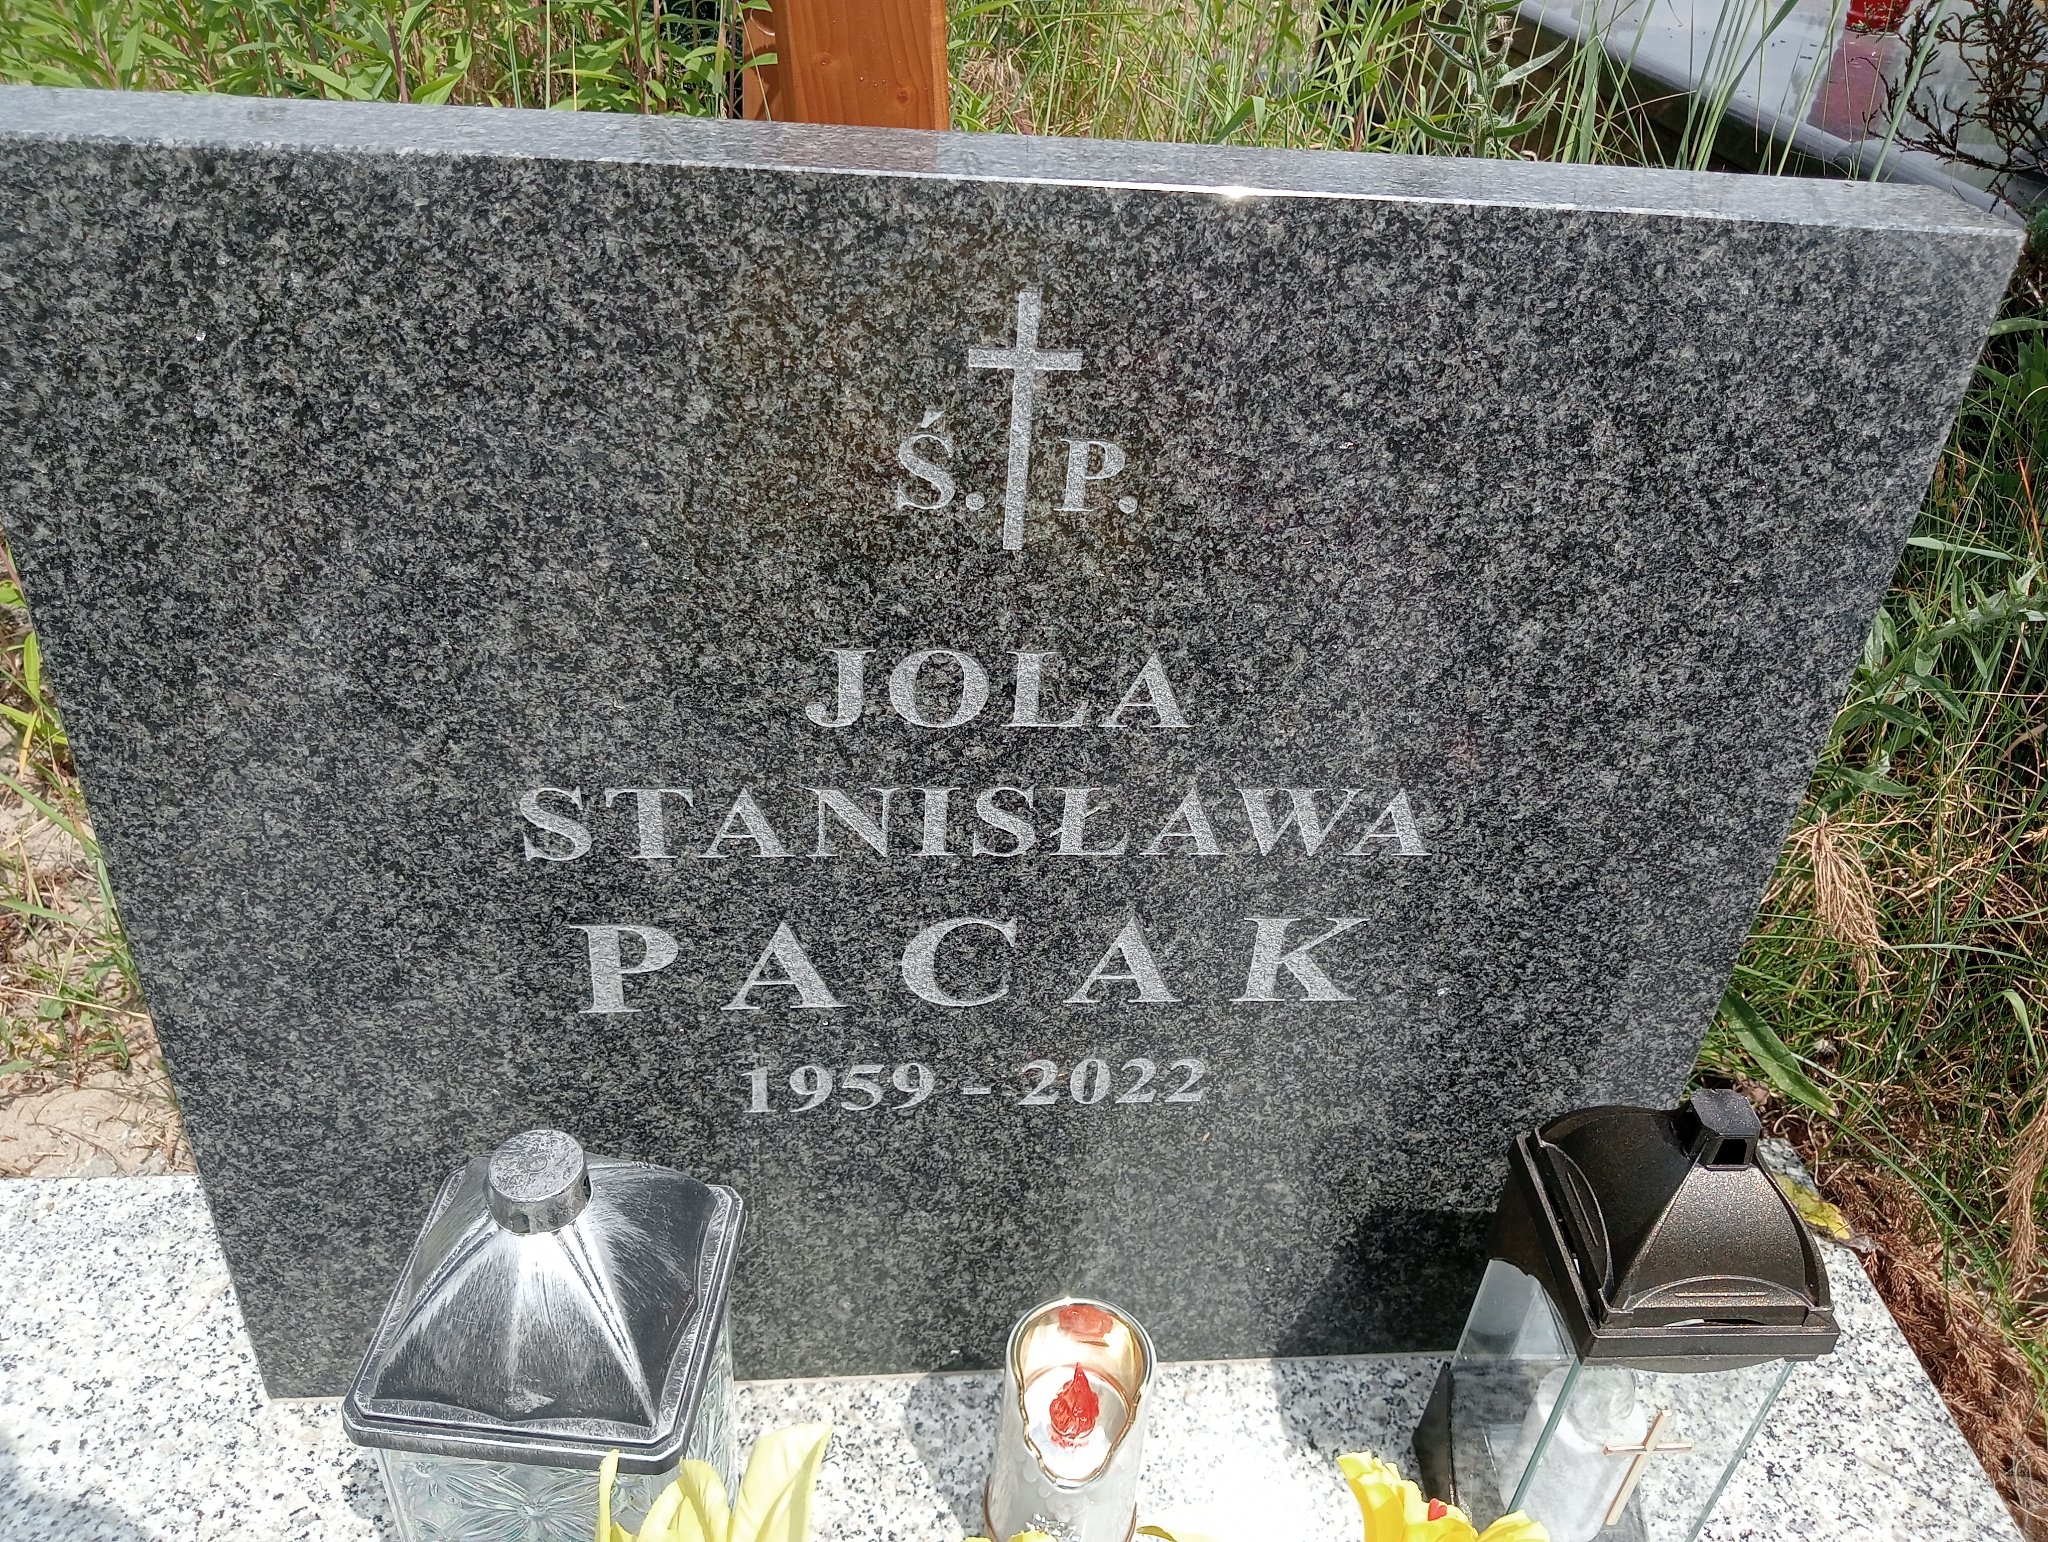 Ś. P.
JOLA
STANISŁAWA
PACAK
1959 - 2022